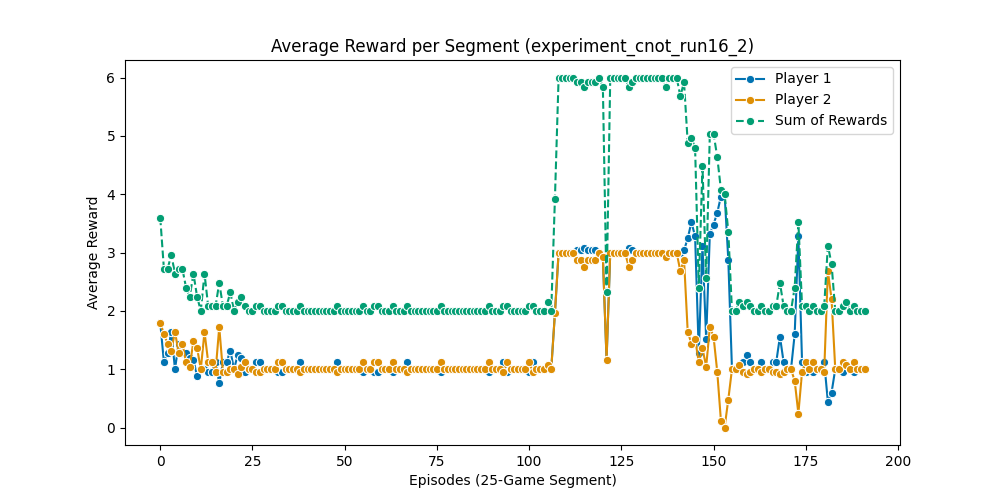 Average Reward per Segment (experiment_cnot_run16_2)
Player 1
Player 2
Sum of Rewards
Average Reward
6
5
4
3
2
1
0
0
25
50
75
100
125
150
175
200
Episodes (25-Game Segment)